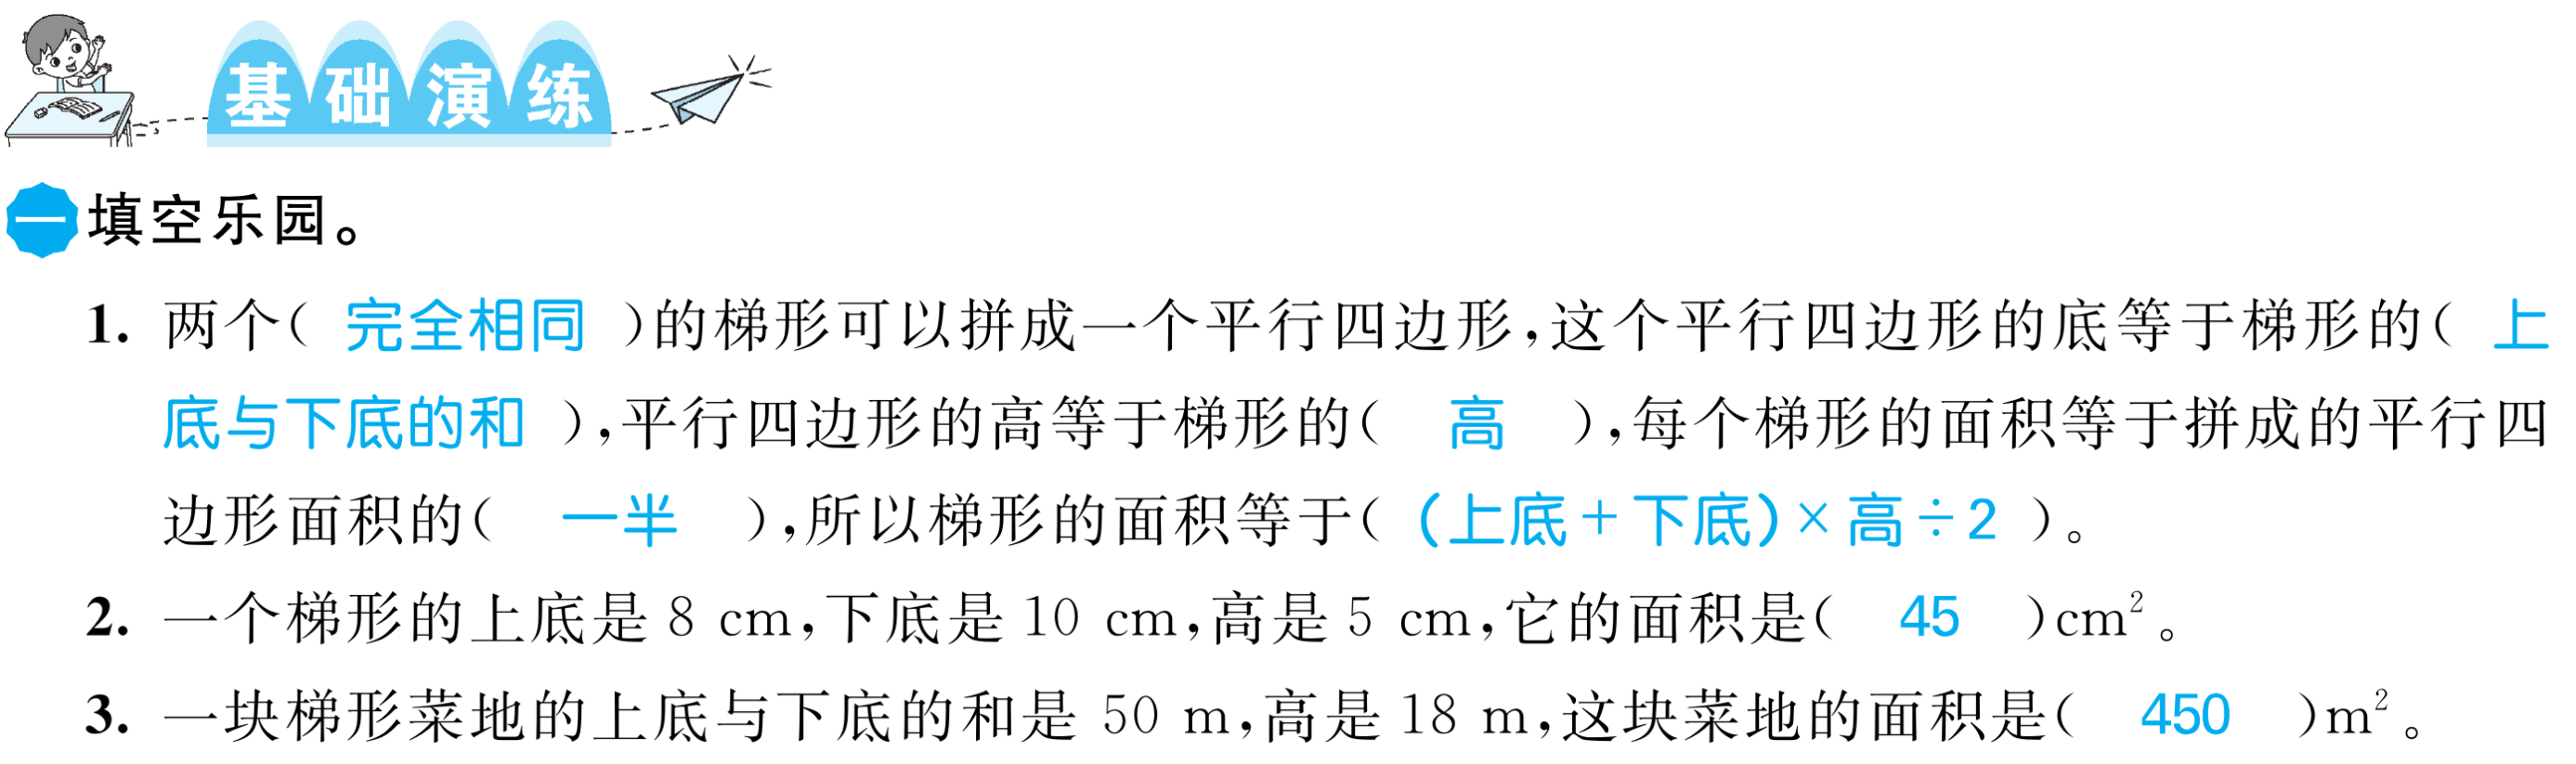 基础演练
一填空乐园。
1. 两个( 完全相同 )的梯形可以拼成一个平行四边形,这个平行四边形的底等于梯形的( 上
底与下底的和 ),平行四边形的高等于梯形的( 高 ),每个梯形的面积等于拼成的平行四
边形面积的( 一半 ),所以梯形的面积等于( (上底+下底)×高÷2 )。
2. 一个梯形的上底是 8 cm,下底是 10 cm,高是 5 cm,它的面积是( 45 )cm²。
3. 一块梯形菜地的上底与下底的和是 50 m,高是 18 m,这块菜地的面积是( 450 )m²。